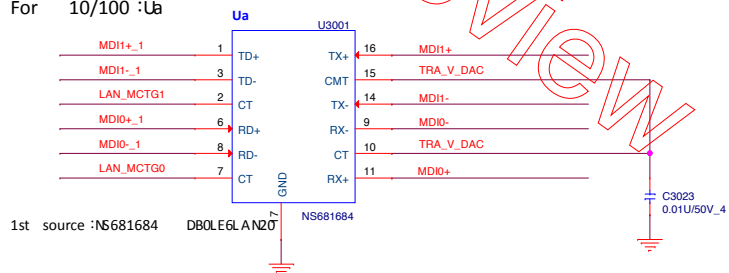 For 10/100 :Ua
Ua
U3001
MDI1+_1 1 TD+ TX+ 16 MDI1+
MDI1-_1 3 TD- CMT 15 TRA_V_DAC
LAN_MCTG1 2 CT TX- 14 MDI1-
MDI0+_1 6 RD+ RX- 9 MDI0-
MDI0-_1 8 RD- CT 10 TRA_V_DAC
LAN_MCTG0 7 CT RX+ 11 MDI0+
GND
17
NS681684
C3023
0.01U/50V_4
1st source :NS681684 DB0LE6LAN20
view